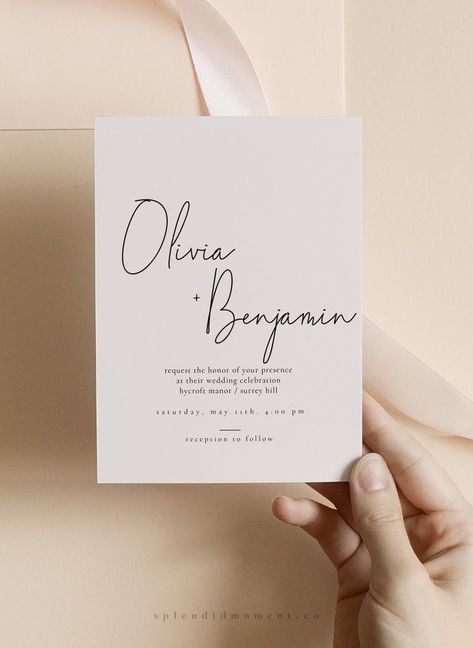 Olivia
+
Benjamin
request the honor of your presence
at their wedding celebration
hycroft manor / surrey hill
saturday, may 11th. 4:00 pm
reception to follow
splendidmoment.co